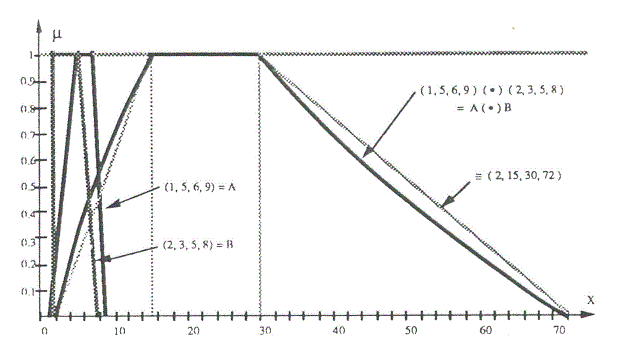 μ
1
0.9
0.8
0.7
0.6
0.5
0.4
0.3
0.2
0.1
(1, 5, 6, 9) (•) (2, 3, 5, 8)
= A (•) B
≡ (2, 15, 30, 72)
(1, 5, 6, 9) = A
(2, 3, 5, 8) = B
X
0 10 20 30 40 50 60 70